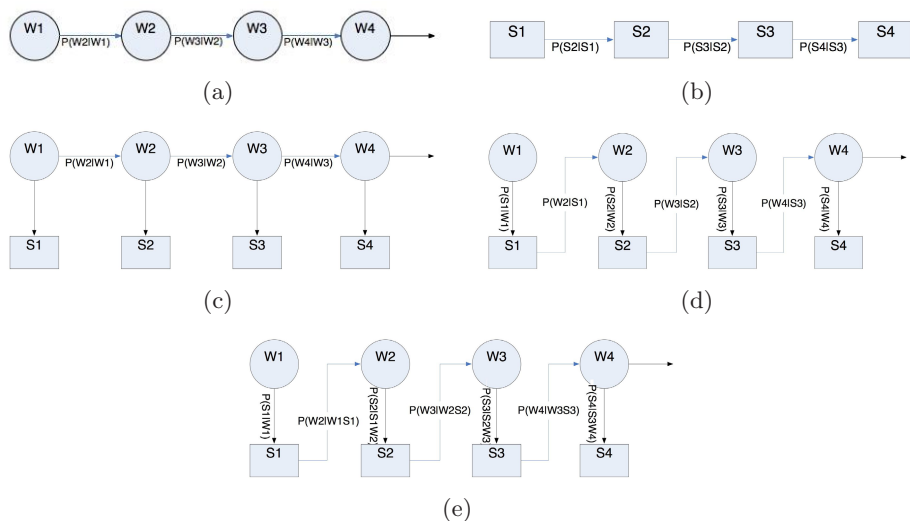 W1 W2 W3 W4
P(W2|W1) P(W3|W2) P(W4|W3)
(a)
S1 S2 S3 S4
P(S2|S1) P(S3|S2) P(S4|S3)
(b)
W1 W2 W3 W4
P(W2|W1) P(W3|W2) P(W4|W3)
S1 S2 S3 S4
(c)
W1 W2 W3 W4
P(S1|W1) P(W2|S1) P(S2|W2) P(W3|S2) P(S3|W3) P(W4|S3) P(S4|W4)
S1 S2 S3 S4
(d)
W1 W2 W3 W4
P(S1|W1) P(W2|W1S1) P(S2|S1W2) P(W3|W2S2) P(S3|S2W3 P(W4|W3S3) P(S4|S3W4)
S1 S2 S3 S4
(e)